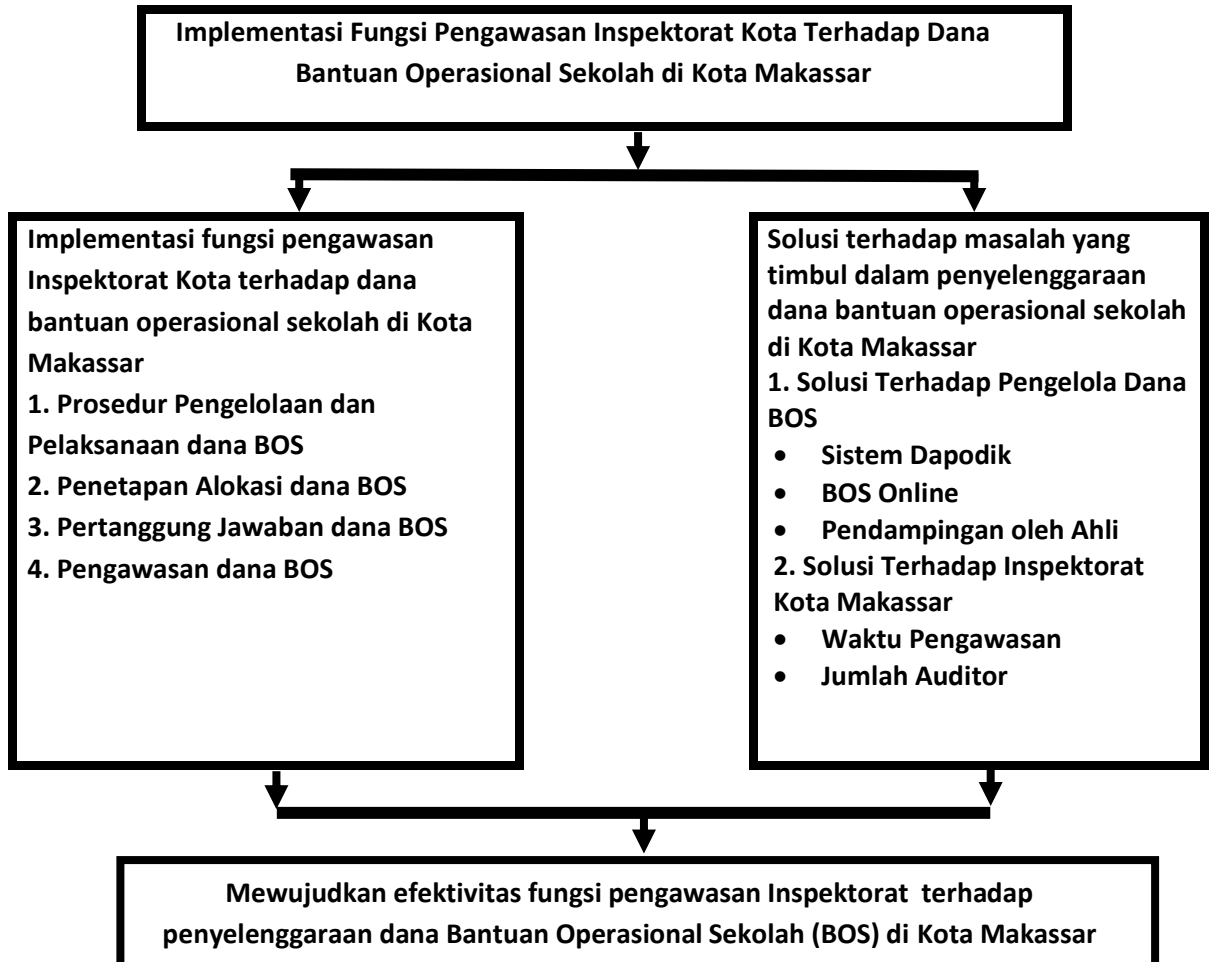 Implementasi Fungsi Pengawasan Inspektorat Kota Terhadap Dana
Bantuan Operasional Sekolah di Kota Makassar
Implementasi fungsi pengawasan
Inspektorat Kota terhadap dana
bantuan operasional sekolah di Kota
Makassar
1. Prosedur Pengelolaan dan
Pelaksanaan dana BOS
2. Penetapan Alokasi dana BOS
3. Pertanggung Jawaban dana BOS
4. Pengawasan dana BOS
Solusi terhadap masalah yang
timbul dalam penyelenggaraan
dana bantuan operasional sekolah
di Kota Makassar
1. Solusi Terhadap Pengelola Dana
BOS
• Sistem Dapodik
• BOS Online
• Pendampingan oleh Ahli
2. Solusi Terhadap Inspektorat
Kota Makassar
• Waktu Pengawasan
• Jumlah Auditor
Mewujudkan efektivitas fungsi pengawasan Inspektorat terhadap
penyelenggaraan dana Bantuan Operasional Sekolah (BOS) di Kota Makassar